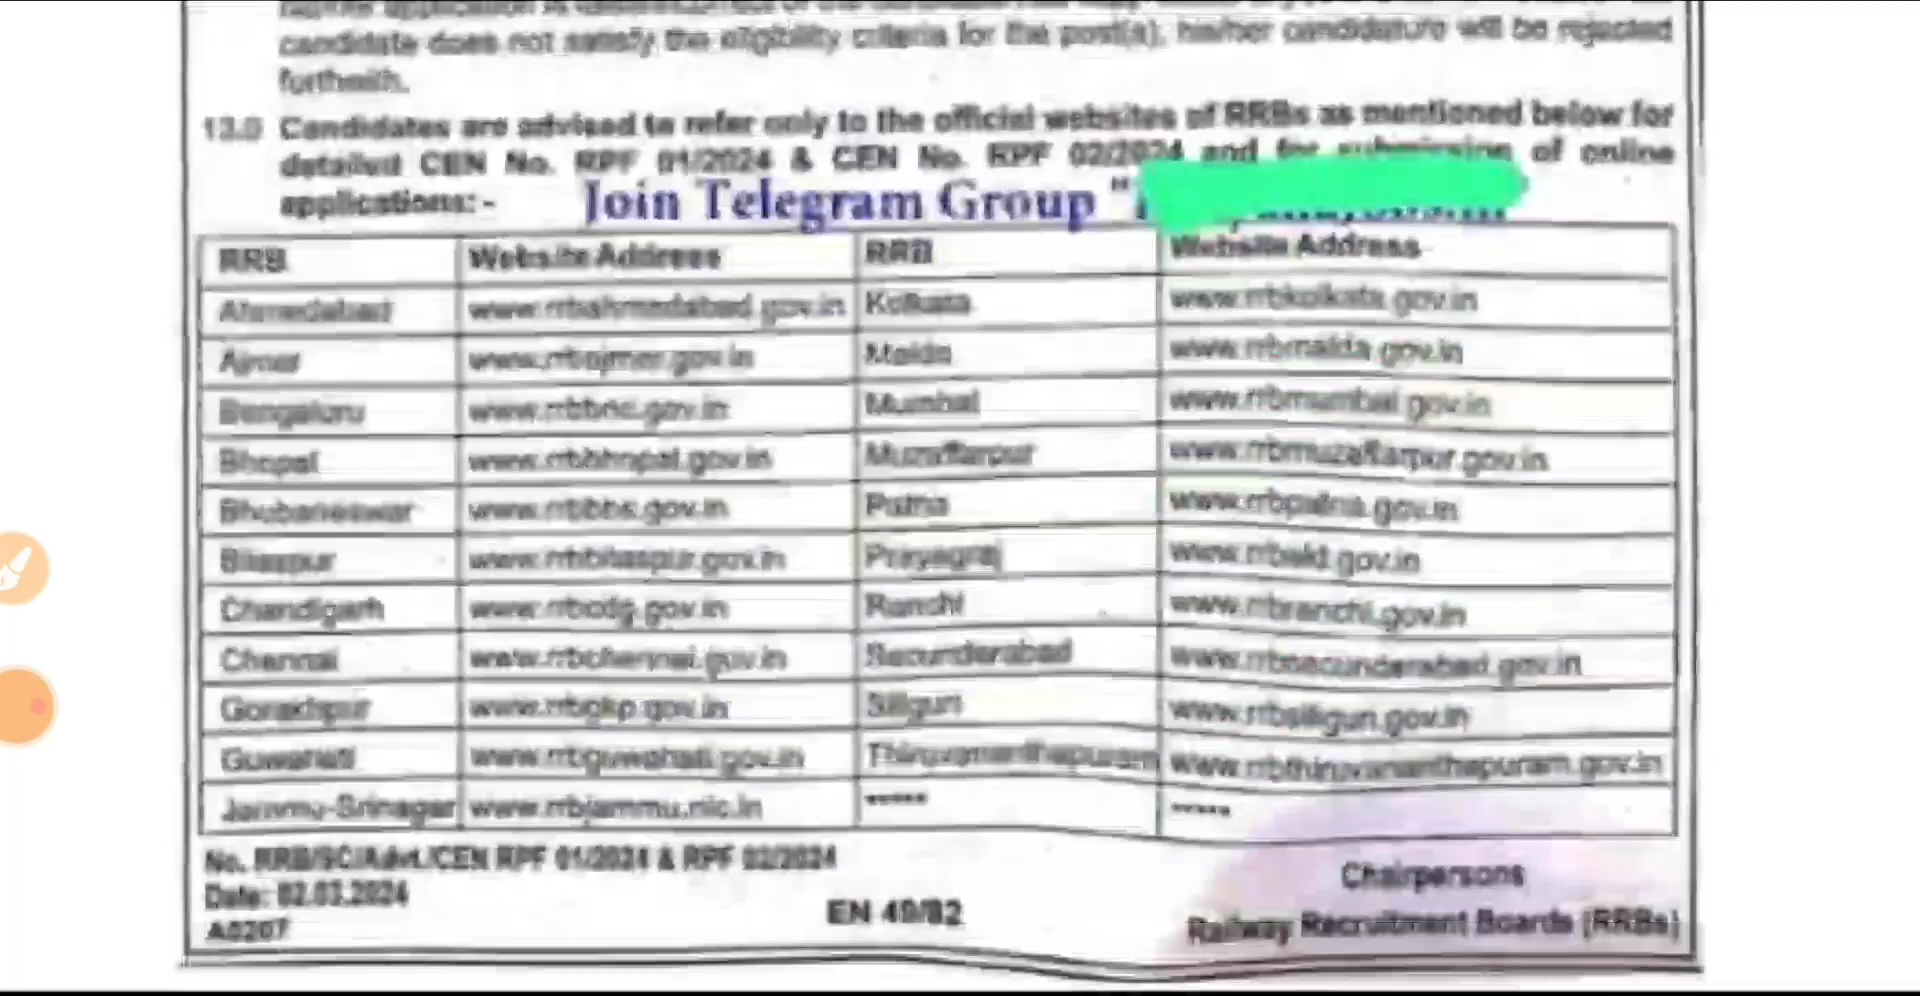 candidate does not satisfy the eligibility criteria for the post(s), his/her candidature will be rejected
forthwith.
13.0 Candidates are advised to refer only to the official websites of RRBs as mentioned below for
detailed CEN No. RPF 01/2024 & CEN No. RPF 02/2024 and for submission of online
applications:-
Join Telegram Group "
RRB Website Address RRB Website Address
Ahmedabad www.rrbahmedabad.gov.in Kolkata www.rrbkolkata.gov.in
Ajmer www.rrbajmer.gov.in Malda www.rrbmalda.gov.in
Bengaluru www.rrbbnc.gov.in Mumbai www.rrbmumbai.gov.in
Bhopal www.rrbbhopal.gov.in Muzaffarpur www.rrbmuzaffarpur.gov.in
Bhubaneswar www.rrbbbs.gov.in Patna www.rrbpatna.gov.in
Bilaspur www.rrbbilaspur.gov.in Prayagraj www.rrbald.gov.in
Chandigarh www.rrbcdg.gov.in Ranchi www.rrbranchi.gov.in
Chennai www.rrbchennai.gov.in Secunderabad www.rrbsecunderabad.gov.in
Gorakhpur www.rrbgkp.gov.in Siliguri www.rrbsiliguri.gov.in
Guwahati www.rrbguwahati.gov.in Thiruvananthapuram www.rrbthiruvananthapuram.gov.in
Jammu-Srinagar www.rrbjammu.nic.in ***** *****
No. RRB/SC/Advt./CEN RPF 01/2024 & RPF 02/2024
Date: 02.03.2024
A0207
EN 49/82
Chairpersons
Railway Recruitment Boards (RRBs)